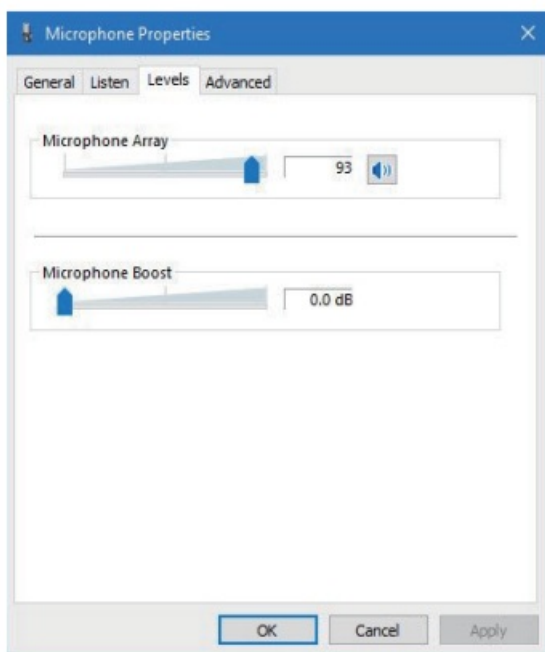 Microphone Properties
General Listen Levels Advanced
Microphone Array
93
Microphone Boost
0.0 dB
OK Cancel Apply